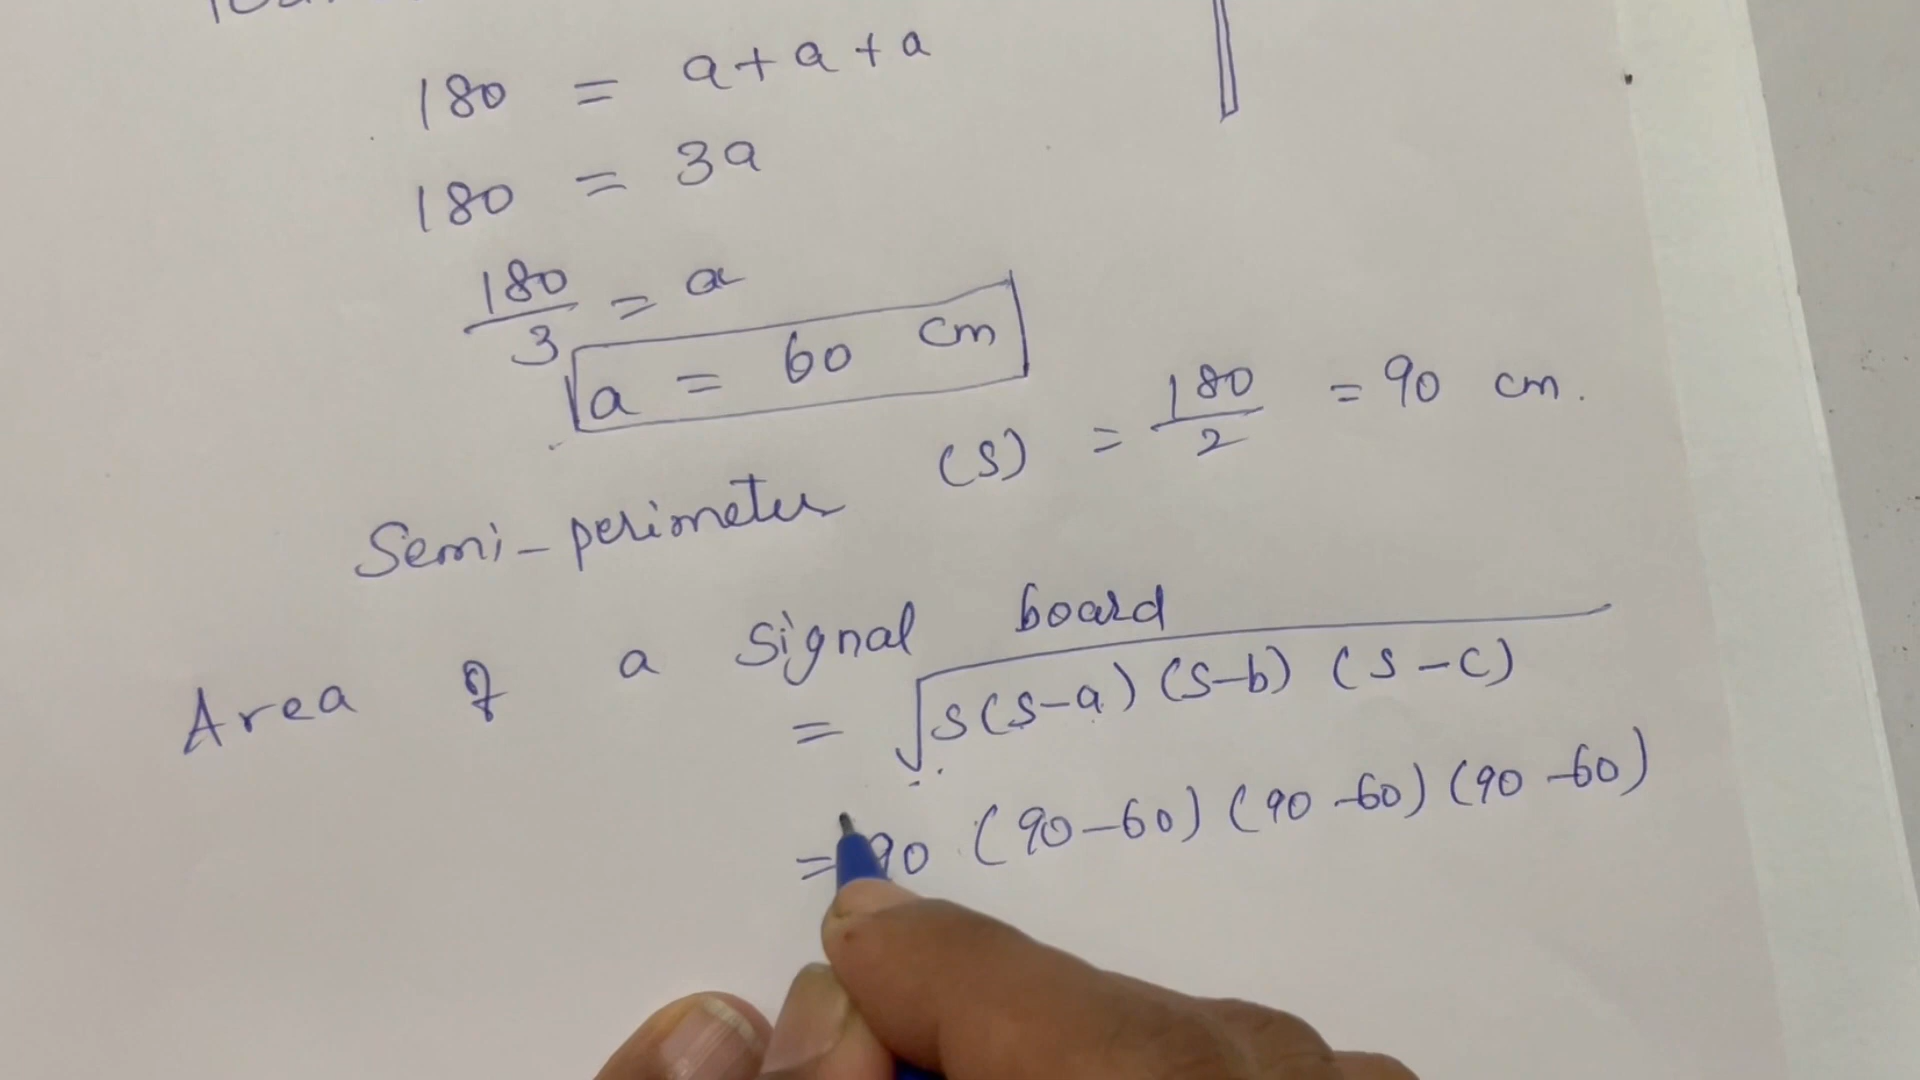 180 = a + a + a
180 = 3a
180/3 = a
a = 60 cm
Semi-perimeter (S) = 180/2 = 90 cm.
Area of a signal board
= √s(s-a)(s-b)(s-c)
= 90 (90-60)(90-60)(90-60)